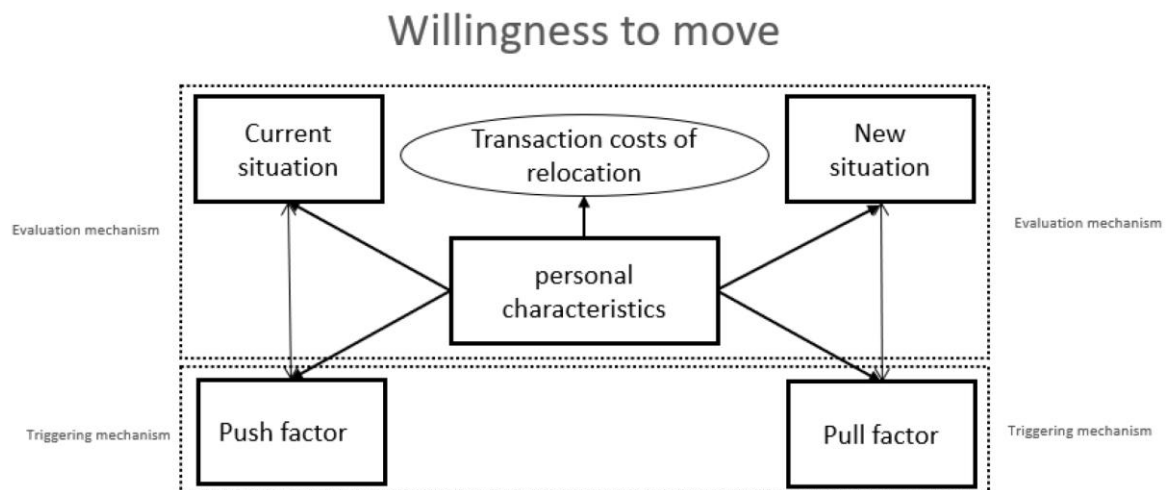 Willingness to move
Current
situation
Transaction costs of
relocation
New
situation
Evaluation mechanism
Evaluation mechanism
personal
characteristics
Push factor
Pull factor
Triggering mechanism
Triggering mechanism